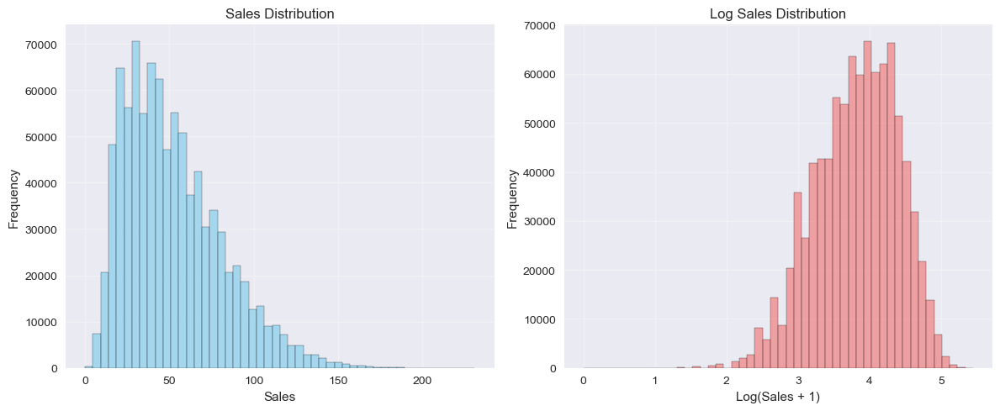 Sales Distribution
70000
60000
50000
40000
30000
20000
10000
0
Frequency
0 50 100 150 200
Sales
Log Sales Distribution
70000
60000
50000
40000
30000
20000
10000
0
Frequency
0 1 2 3 4 5
Log(Sales + 1)